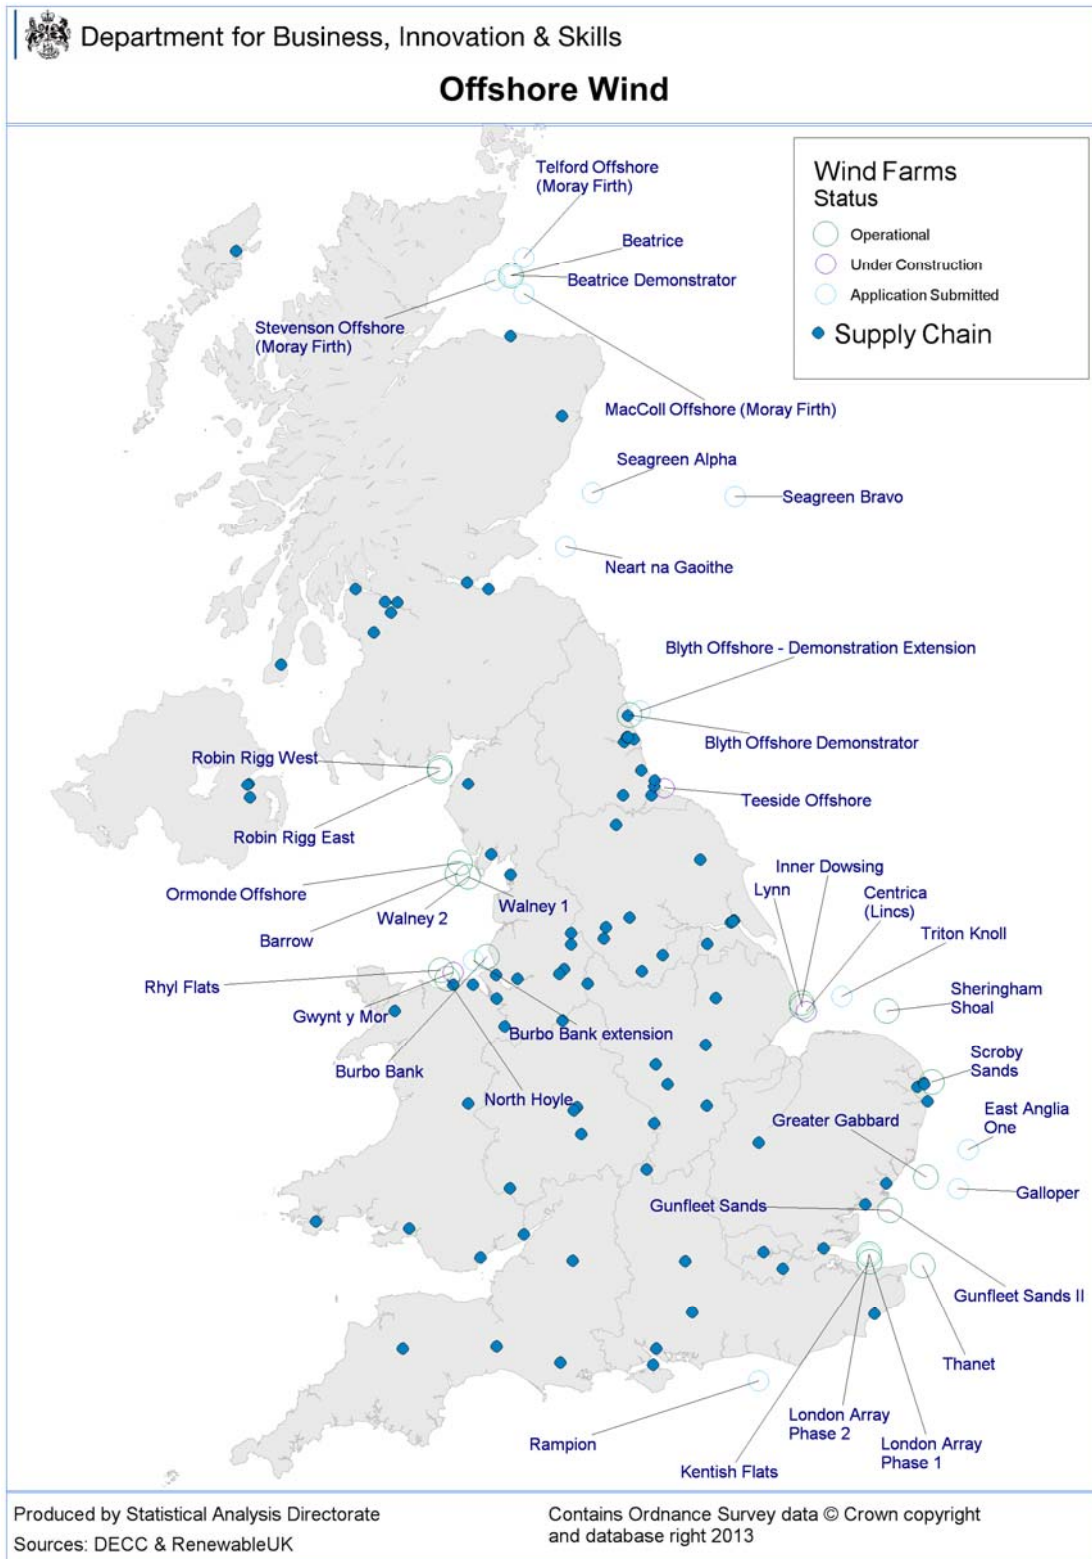 Department for Business, Innovation & Skills
Offshore Wind
Wind Farms
Status
Operational
Under Construction
Application Submitted
Supply Chain
Telford Offshore
(Moray Firth)
Beatrice
Beatrice Demonstrator
Stevenson Offshore
(Moray Firth)
MacColl Offshore (Moray Firth)
Seagreen Alpha
Seagreen Bravo
Neart na Gaoithe
Blyth Offshore - Demonstration Extension
Blyth Offshore Demonstrator
Robin Rigg West
Teeside Offshore
Robin Rigg East
Inner Dowsing
Lynn
Centrica
(Lincs)
Ormonde Offshore
Walney 1
Walney 2
Triton Knoll
Barrow
Rhyl Flats
Sheringham
Shoal
Gwynt y Mor
Burbo Bank extension
Scroby
Sands
Burbo Bank
North Hoyle
East Anglia
One
Greater Gabbard
Galloper
Gunfleet Sands
Gunfleet Sands II
Thanet
London Array
Phase 2
Rampion
London Array
Phase 1
Kentish Flats
Produced by Statistical Analysis Directorate
Sources: DECC & RenewableUK
Contains Ordnance Survey data © Crown copyright
and database right 2013